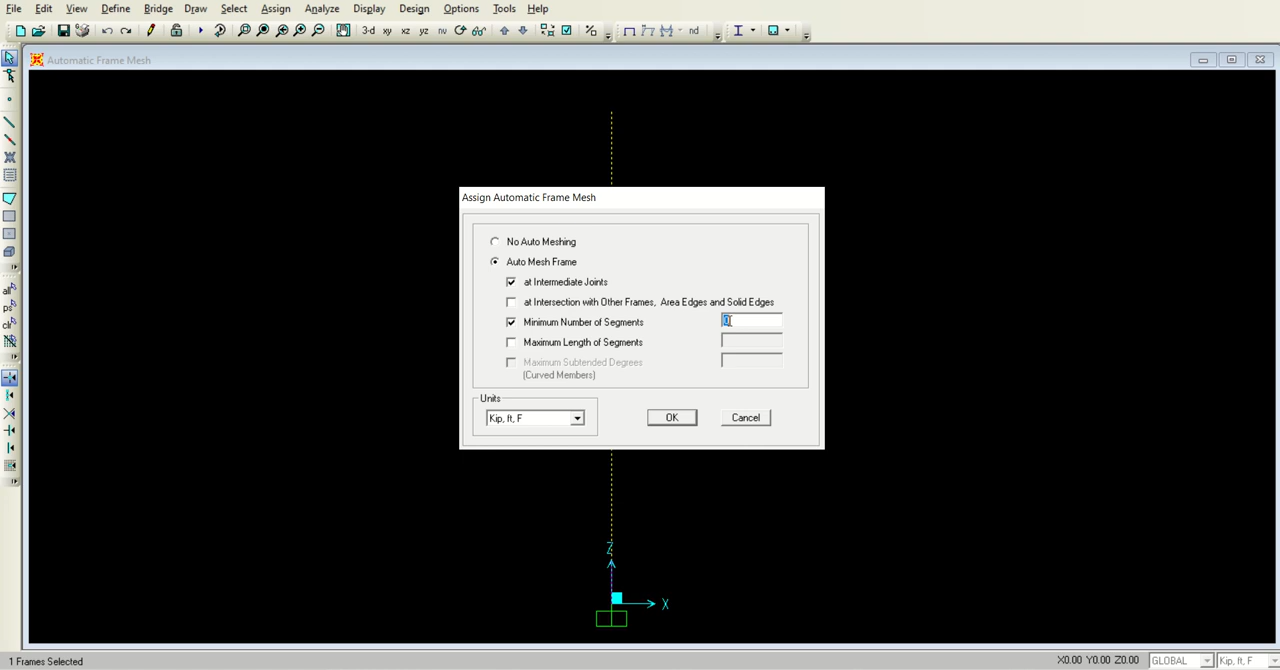 File Edit View Define Bridge Draw Select Assign Analyze Display Design Options Tools Help
3-d xy xz yz nv nd
Automatic Frame Mesh
all
ps
clr
Assign Automatic Frame Mesh
No Auto Meshing
Auto Mesh Frame
at Intermediate Joints
at Intersection with Other Frames, Area Edges and Solid Edges
Minimum Number of Segments
Maximum Length of Segments
Maximum Subtended Degrees
(Curved Members)
Units
Kip, ft, F
OK
Cancel
Z
X
1 Frames Selected
X0.00 Y0.00 Z0.00
GLOBAL
Kip, ft, F